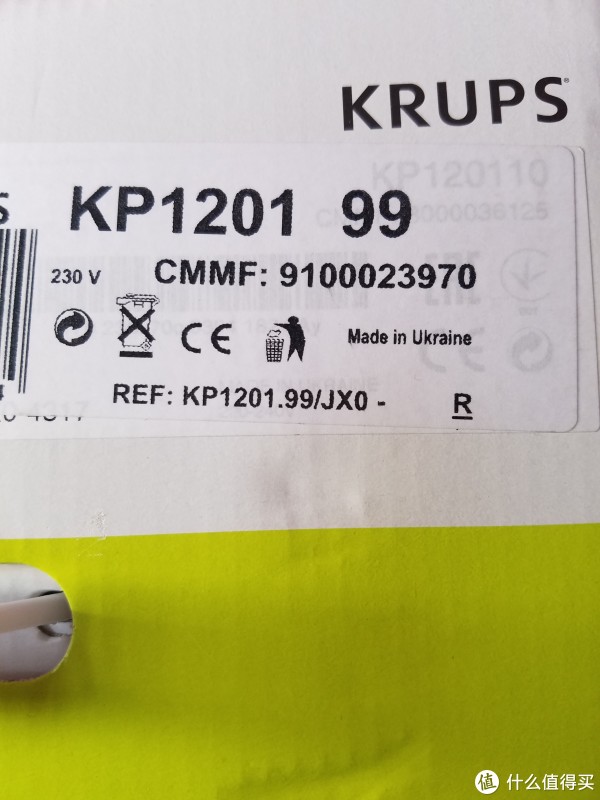 KRUPS
KP120110
S
KP1201 99
230 V
CMMF: 9100023970
CE
Made in Ukraine
REF: KP1201.99/JX0 -
R
值 什么值得买